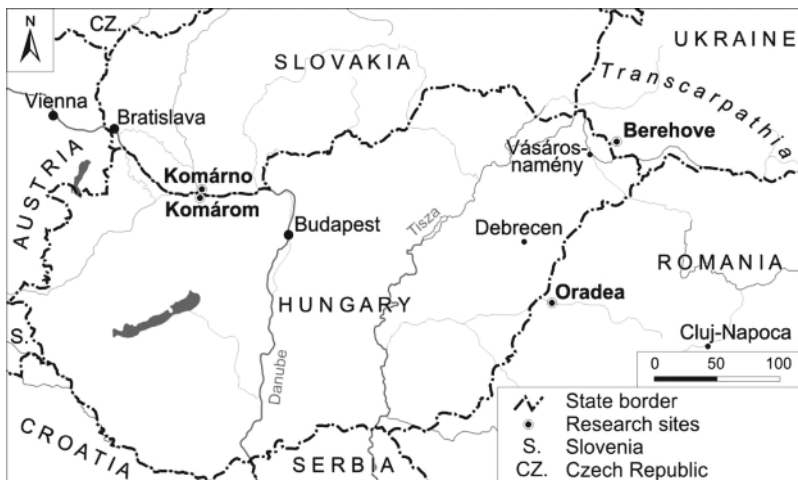 N
CZ.
SLOVAKIA
UKRAINE
Transcarpathia
Vienna
Bratislava
Berehove
Vásáros-
namény
AUSTRIA
Komárno
Komárom
Budapest
Tisza
Debrecen
ROMANIA
HUNGARY
Oradea
S.
Cluj-Napoca
Danube
0 50 100
CROATIA
SERBIA
State border
Research sites
S. Slovenia
CZ. Czech Republic